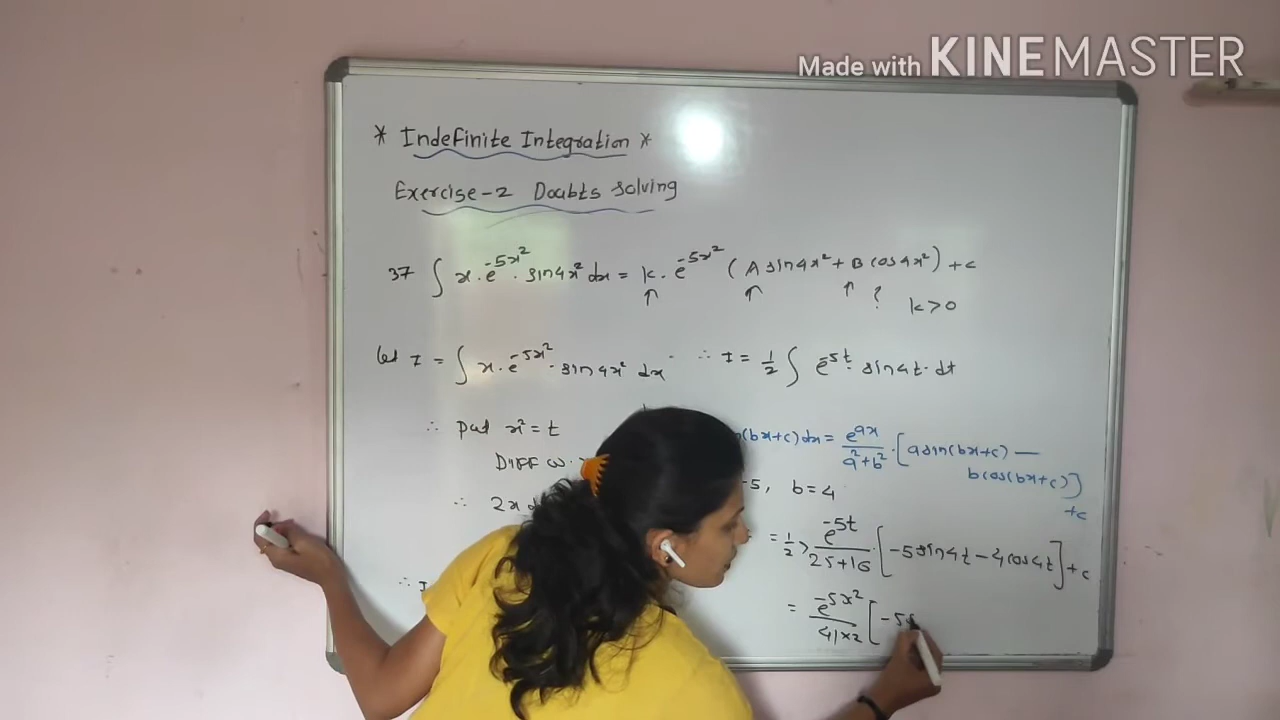 Made with KINEMASTER
* Indefinite Integration *
Exercise-2 Doubts Solving
37 ∫ x·e^-5x² · sin4x² dx = k· e^-5x² (A sin4x² + B cos4x²) + c
↑ ↑ ↑ ? k>0
let I = ∫ x·e^-5x² · sin4x² dx ∴ I = 1/2 ∫ e^-5t · sin4t · dt
∴ put x² = t
(bx+c) dx = e^ax / a²+b² · [a sin(bx+c) — b cos(bx+c)] +c
DIFF w.
-5, b=4
∴ 2x d
= 1/2 × e^-5t / 25+16 · [-5 sin4t - 4 cos4t] + c
∴ I
= e^-5x² / 41×2 [-5